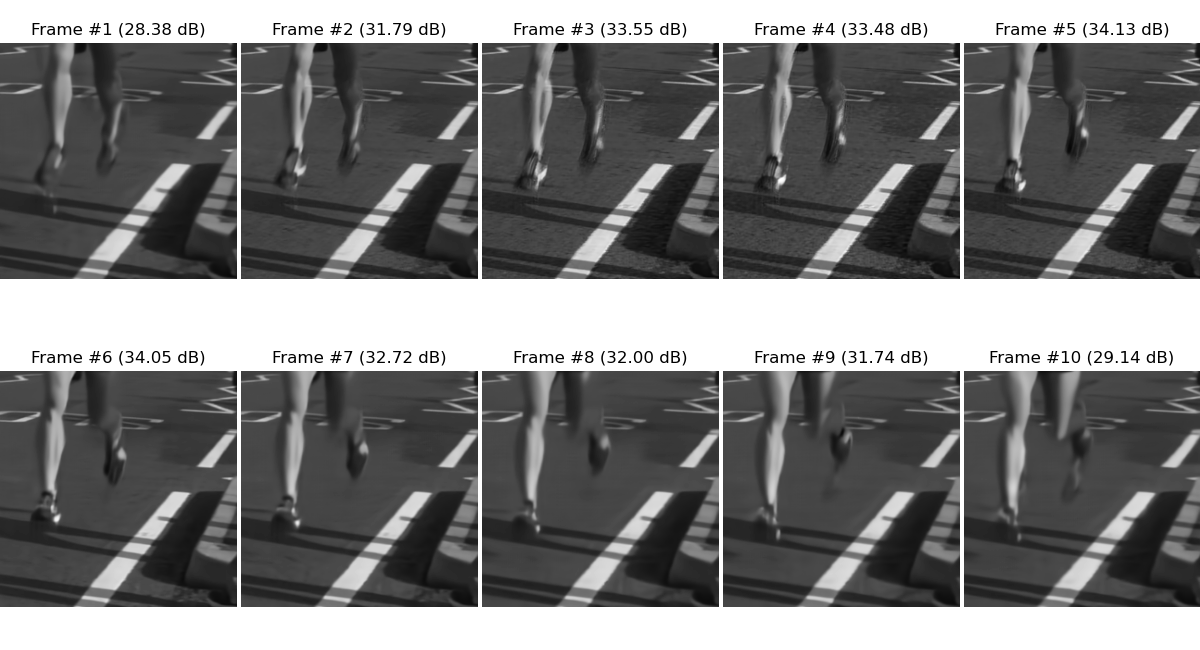 Frame #1 (28.38 dB)
Frame #2 (31.79 dB)
Frame #3 (33.55 dB)
Frame #4 (33.48 dB)
Frame #5 (34.13 dB)
Frame #6 (34.05 dB)
Frame #7 (32.72 dB)
Frame #8 (32.00 dB)
Frame #9 (31.74 dB)
Frame #10 (29.14 dB)